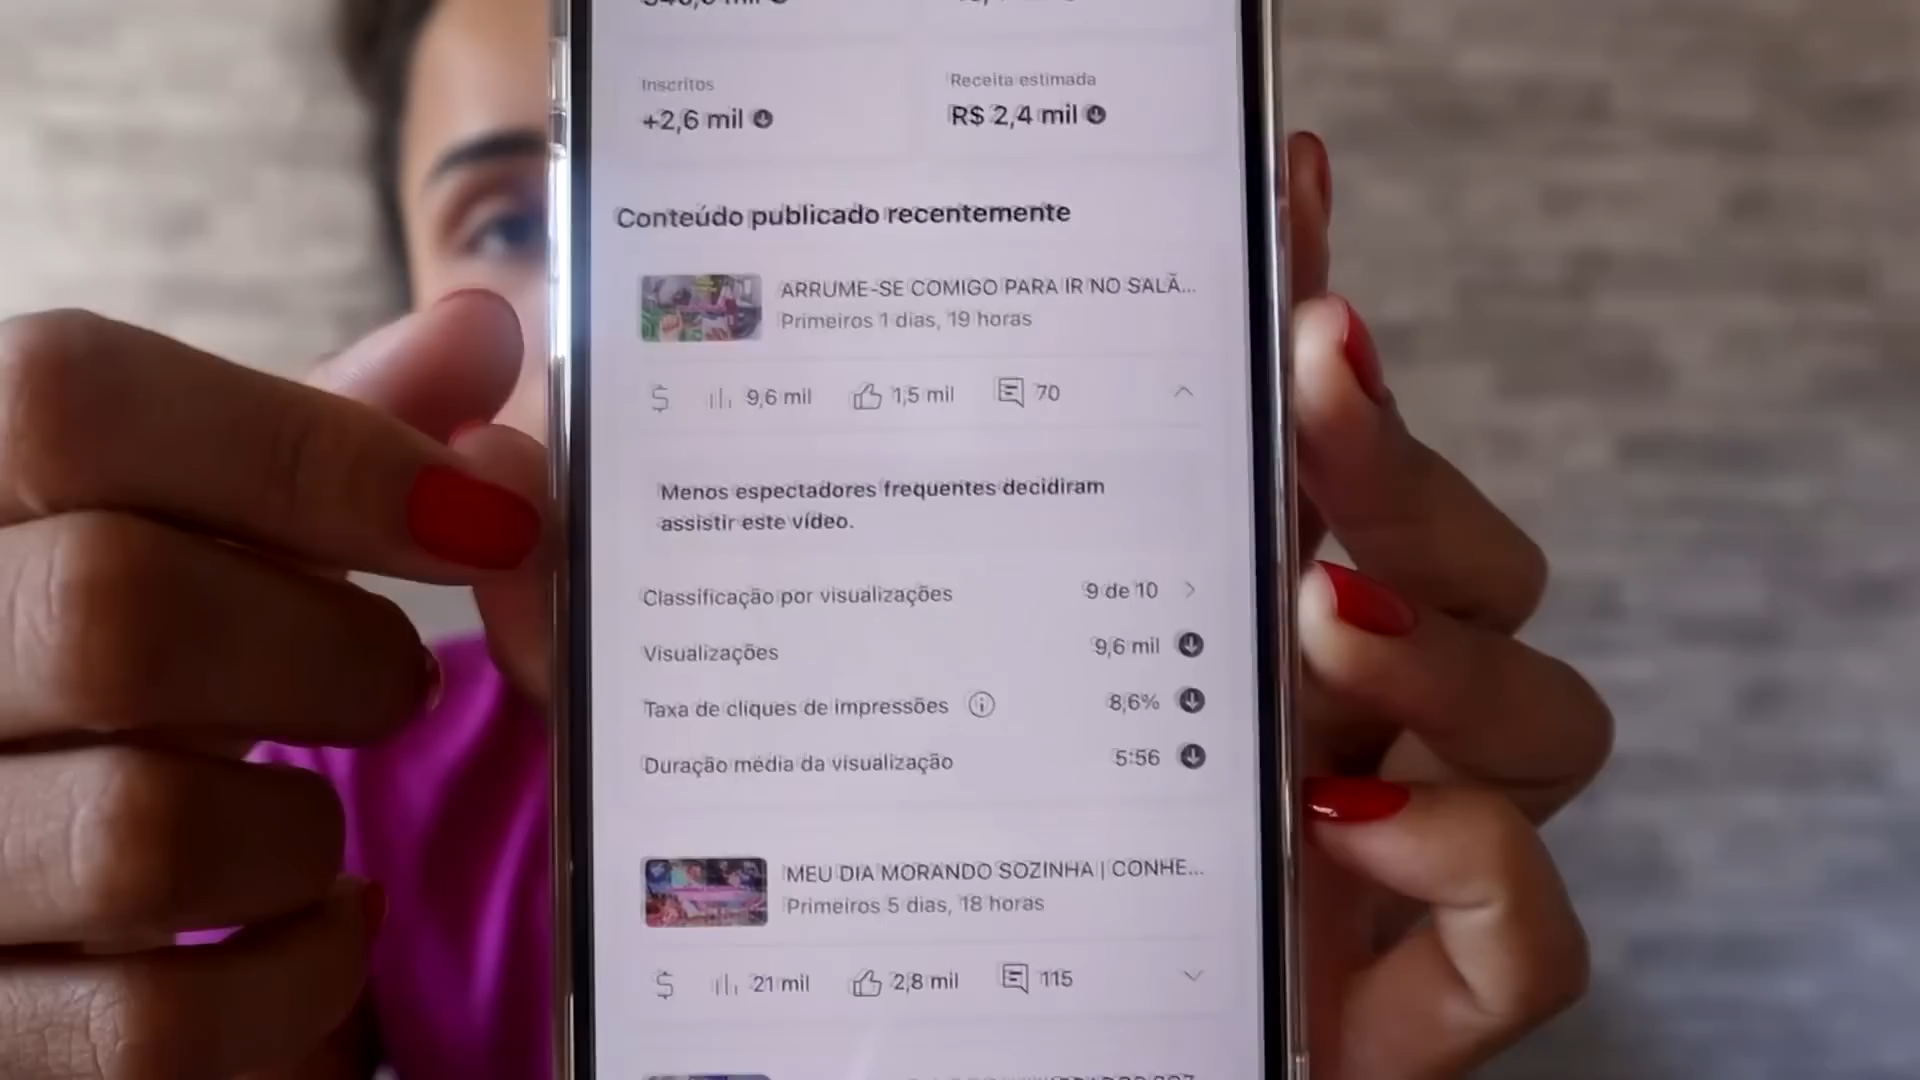 Inscritos
+2,6 mil
Receita estimada
R$ 2,4 mil
Conteúdo publicado recentemente
ARRUME-SE COMIGO PARA IR NO SALÃ...
Primeiros 1 dias, 19 horas
$ 9,6 mil 1,5 mil 70
Menos espectadores frequentes decidiram
assistir este vídeo.
Classificação por visualizações 9 de 10
Visualizações 9,6 mil
Taxa de cliques de impressões 8,6%
Duração média da visualização 5:56
MEU DIA MORANDO SOZINHA | CONHE...
Primeiros 5 dias, 18 horas
$ 21 mil 2,8 mil 115